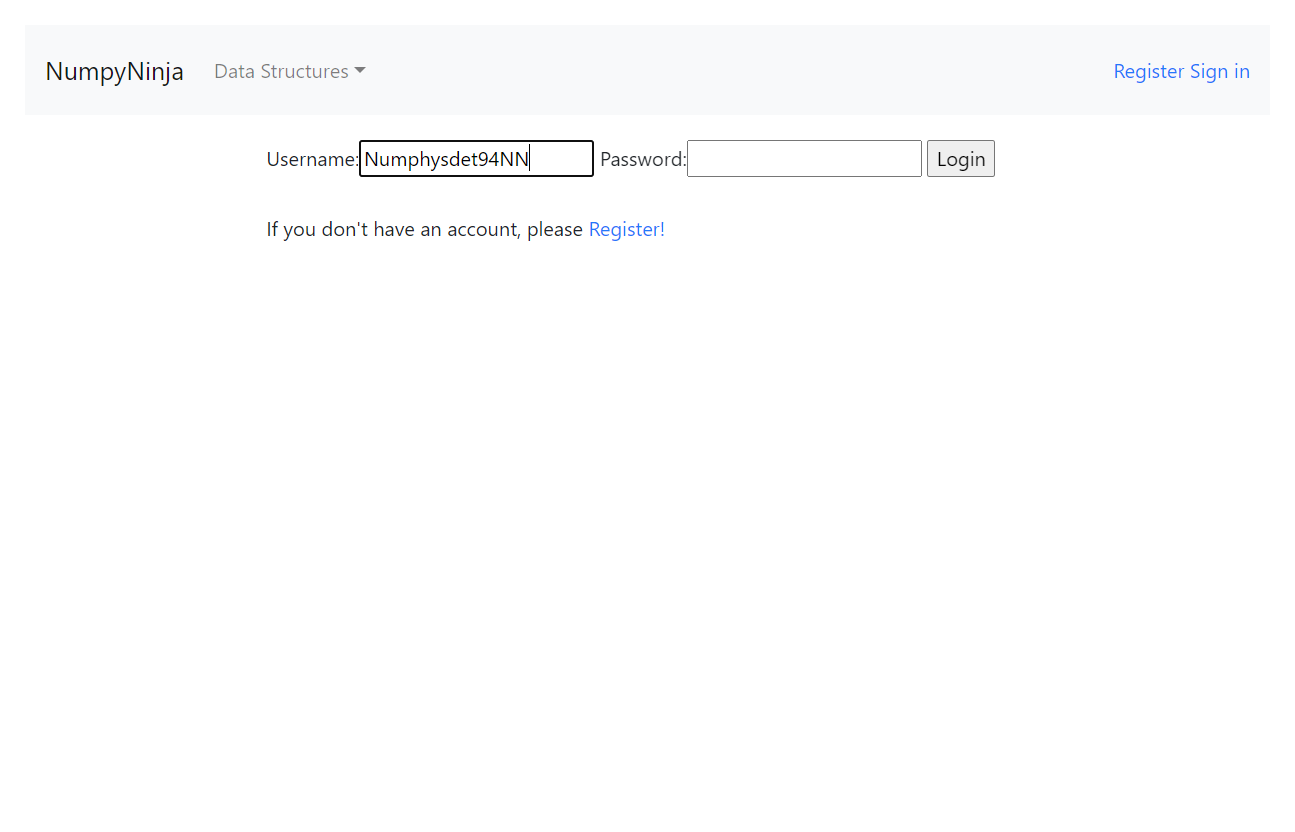 NumpyNinja Data Structures Register Sign in
Username: Numphysdet94NN Password: Login
If you don't have an account, please Register!